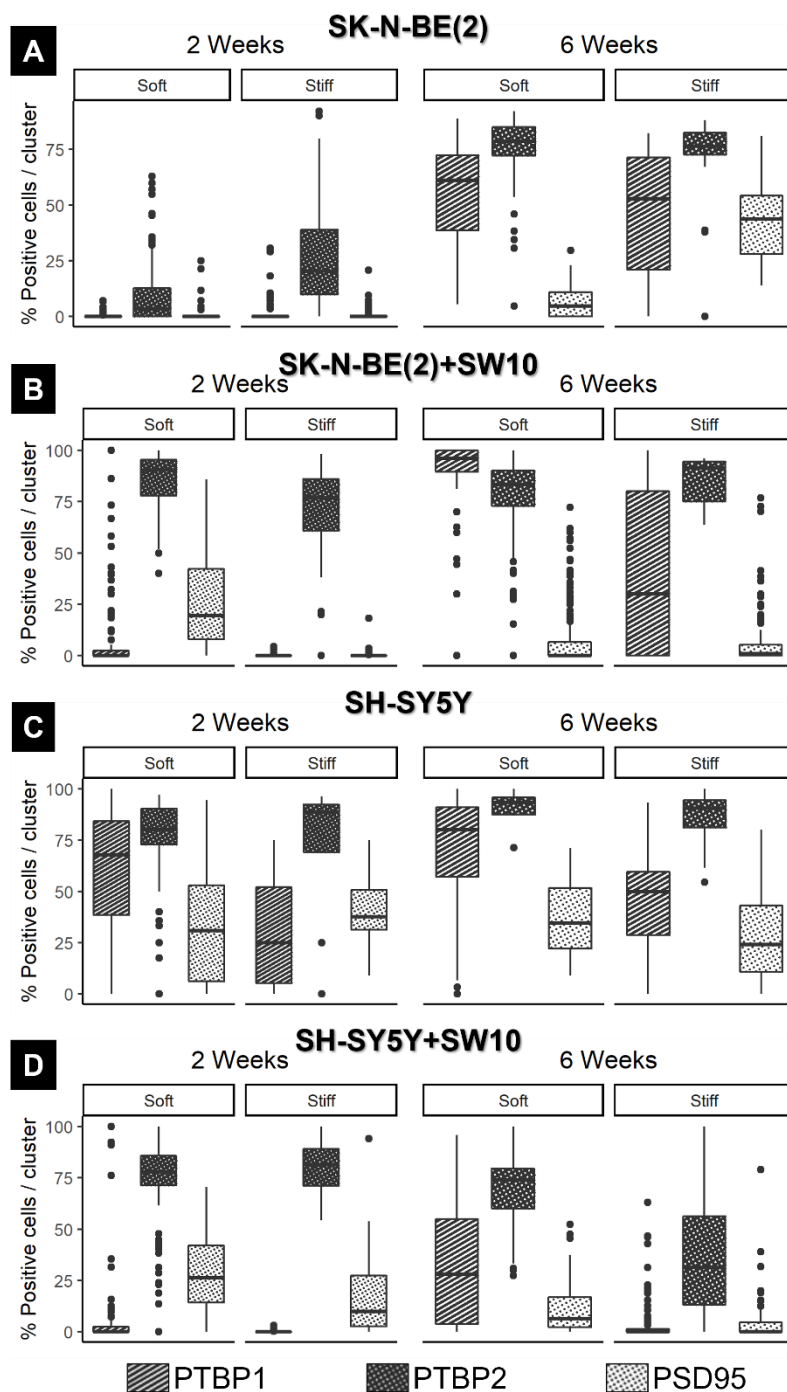 SK-N-BE(2)
A
2 Weeks
6 Weeks
Soft
Stiff
Soft
Stiff
% Positive cells / cluster
75
50
25
0
SK-N-BE(2)+SW10
B
2 Weeks
6 Weeks
Soft
Stiff
Soft
Stiff
% Positive cells / cluster
100
75
50
25
0
SH-SY5Y
C
2 Weeks
6 Weeks
Soft
Stiff
Soft
Stiff
% Positive cells / cluster
100
75
50
25
0
SH-SY5Y+SW10
D
2 Weeks
6 Weeks
Soft
Stiff
Soft
Stiff
% Positive cells / cluster
100
75
50
25
0
PTBP1 PTBP2 PSD95